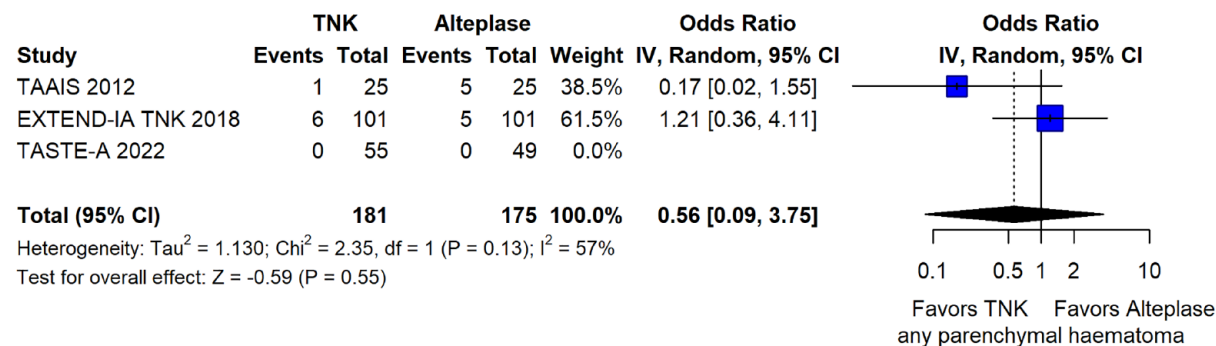 TNK Alteplase Odds Ratio Odds Ratio
Study Events Total Events Total Weight IV, Random, 95% CI IV, Random, 95% CI
TAAIS 2012 1 25 5 25 38.5% 0.17 [0.02, 1.55]
EXTEND-IA TNK 2018 6 101 5 101 61.5% 1.21 [0.36, 4.11]
TASTE-A 2022 0 55 0 49 0.0%
Total (95% CI) 181 175 100.0% 0.56 [0.09, 3.75]
Heterogeneity: Tau² = 1.130; Chi² = 2.35, df = 1 (P = 0.13); I² = 57%
Test for overall effect: Z = -0.59 (P = 0.55)
0.1 0.5 1 2 10
Favors TNK Favors Alteplase
any parenchymal haematoma